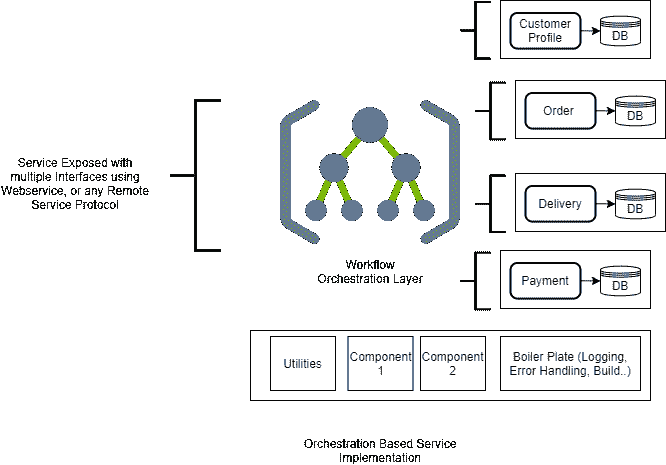 Customer
Profile
DB
Order
DB
Service Exposed with
multiple Interfaces using
Webservice, or any Remote
Service Protocol
Delivery
DB
Workflow
Orchestration Layer
Payment
DB
Utilities
Component
1
Component
2
Boiler Plate (Logging,
Error Handling, Build..)
Orchestration Based Service
Implementation